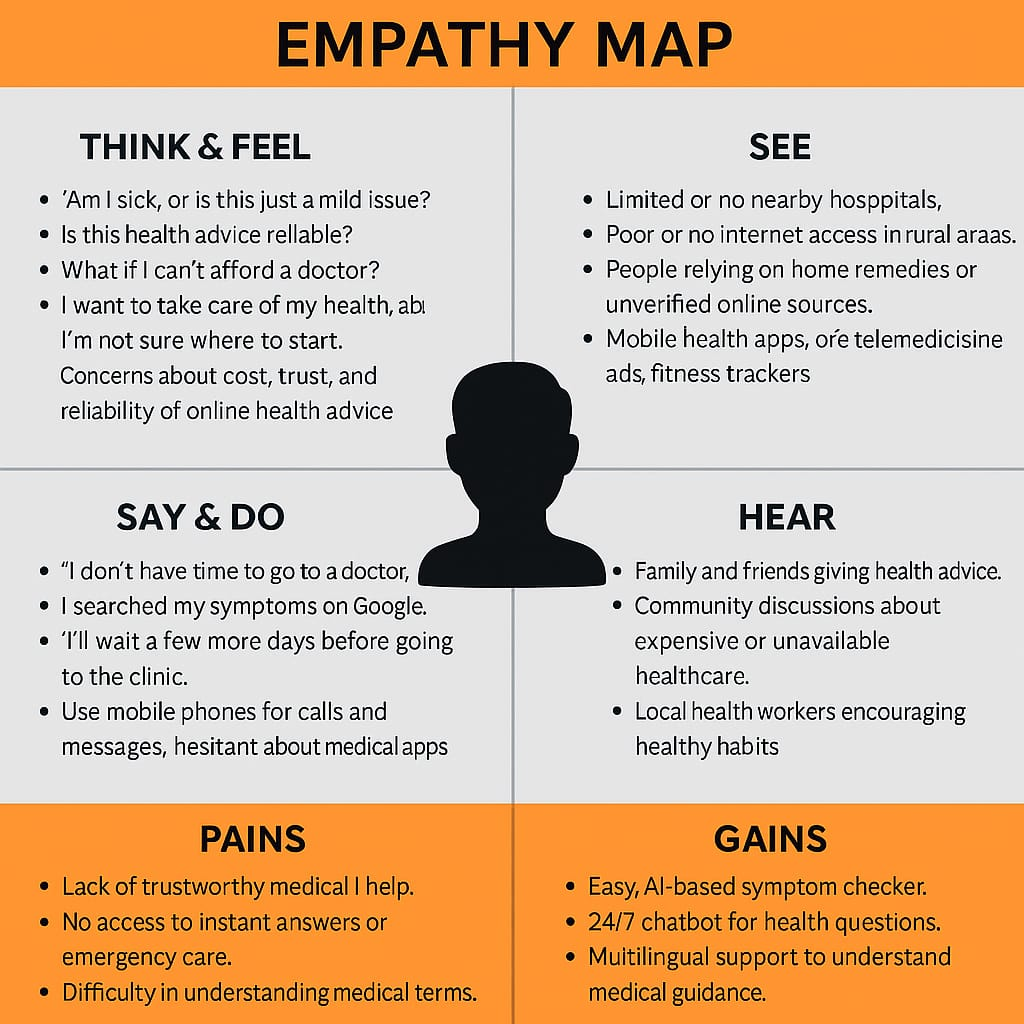 EMPATHY MAP
THINK & FEEL
• 'Am I sick, or is this just a mild issue?
• Is this health advice rellable?
• What if I can't afford a doctor?
• I want to take care of my health, abı
I'm not sure where to start.
Concerns about cost, trust, and
reliability of online health advice
SEE
• Limited or no nearby hosppitals,
• Poor or no internet access in rural araas.
• People relying on home remedies or
unverified online sources.
• Mobile health apps, ore telemedicisine
ads, fitness trackers
SAY & DO
• “I don't have time to go to a doctor,
• I searched my symptoms on Google.
• 'I'll wait a few more days before going
to the clinic.
• Use mobile phones for calls and
messages, hesitant about medical apps
HEAR
• Family and friends giving health advice.
• Community discussions about
expensive or unavailable
healthcare.
• Local health workers encouraging
healthy habits
PAINS
• Lack of trustworthy medical I help.
• No access to instant answers or
emergency care.
• Difficulty in understanding medical terms.
GAINS
• Easy, AI-based symptom checker.
• 24/7 chatbot for health questions.
• Multilingual support to understand
medical guidance.